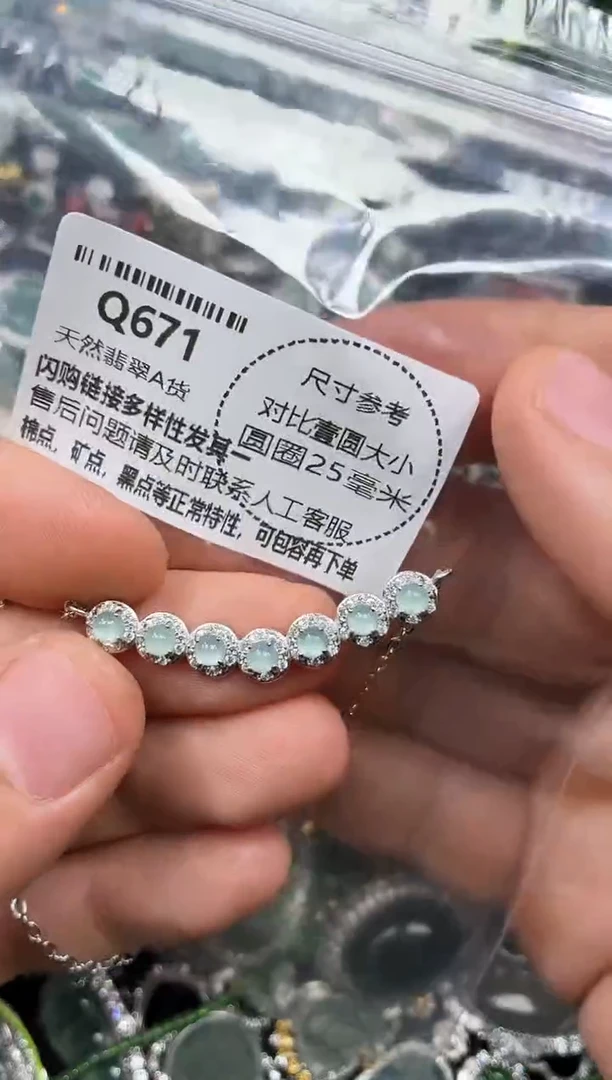 Q671
天然翡翠A货
闪购链接多样性发其一
售后问题请及时联系人工客服
棉点，矿点，黑点等正常特性，可包容再下单
尺寸参考
对比壹圆大小
圆圈25毫米